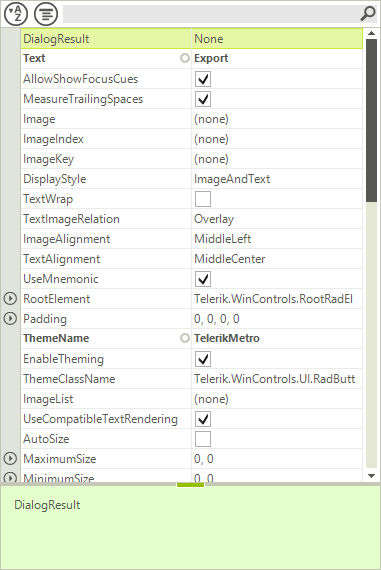 A
Z
DialogResult None
Text Export
AllowShowFocusCues
MeasureTrailingSpaces
Image (none)
ImageIndex (none)
ImageKey (none)
DisplayStyle ImageAndText
TextWrap
TextImageRelation Overlay
ImageAlignment MiddleLeft
TextAlignment MiddleCenter
UseMnemonic
RootElement Telerik.WinControls.RootRadEl
Padding 0, 0, 0, 0
ThemeName TelerikMetro
EnableTheming
ThemeClassName Telerik.WinControls.UI.RadButt
ImageList (none)
UseCompatibleTextRendering
AutoSize
MaximumSize 0, 0
MinimumSize 0, 0
DialogResult